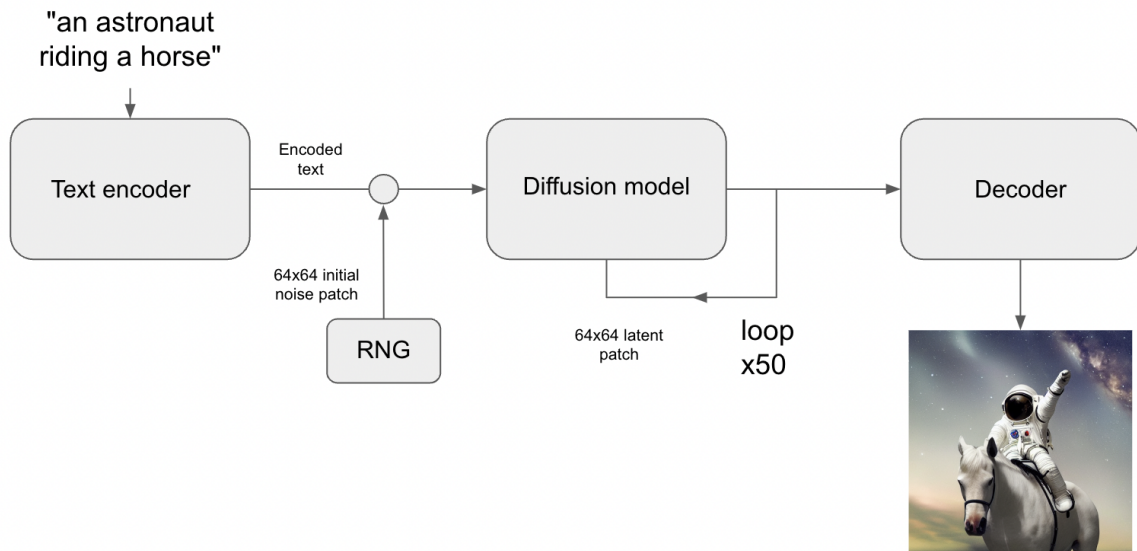 "an astronaut
riding a horse"
Text encoder
Encoded
text
64x64 initial
noise patch
RNG
Diffusion model
64x64 latent
patch
loop
x50
Decoder